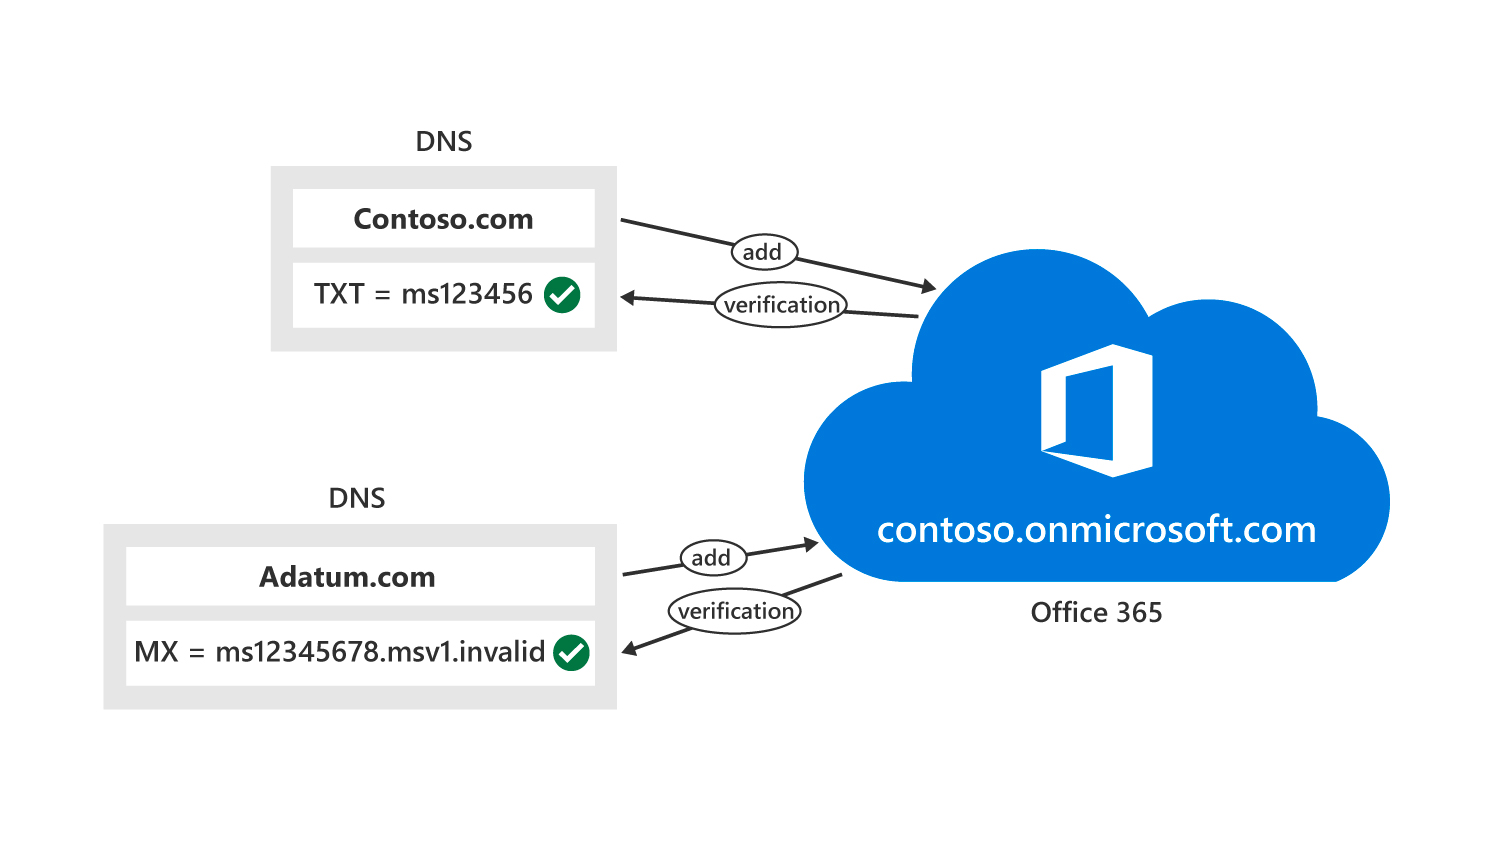 DNS
Contoso.com
TXT = ms123456
add
verification
DNS
Adatum.com
MX = ms12345678.msv1.invalid
add
verification
contoso.onmicrosoft.com
Office 365